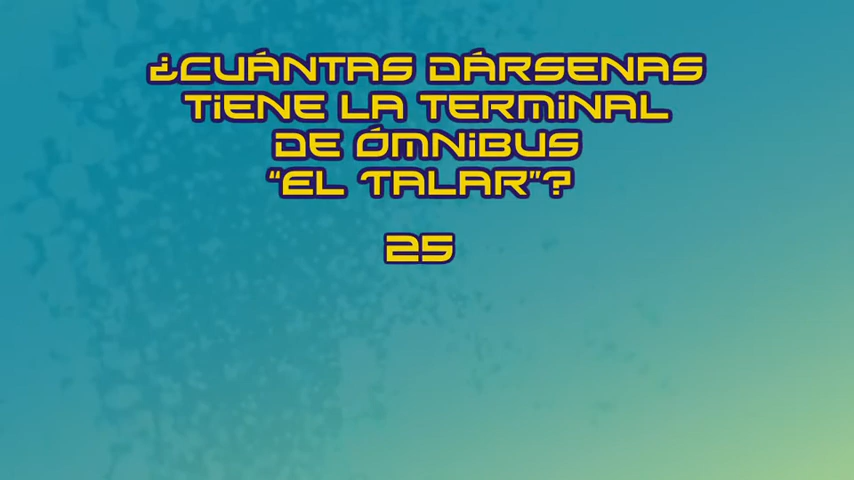 ¿CUÁNTAS DÁRSENAS
TIENE LA TERMINAL
DE ÓMNIBUS
“EL TALAR”?
25